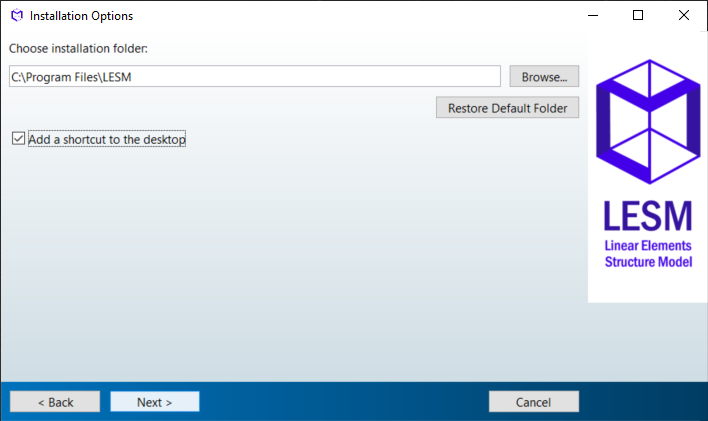 Installation Options
Choose installation folder:
C:\Program Files\LESM
Browse...
Restore Default Folder
Add a shortcut to the desktop
LESM
Linear Elements
Structure Model
< Back
Next >
Cancel